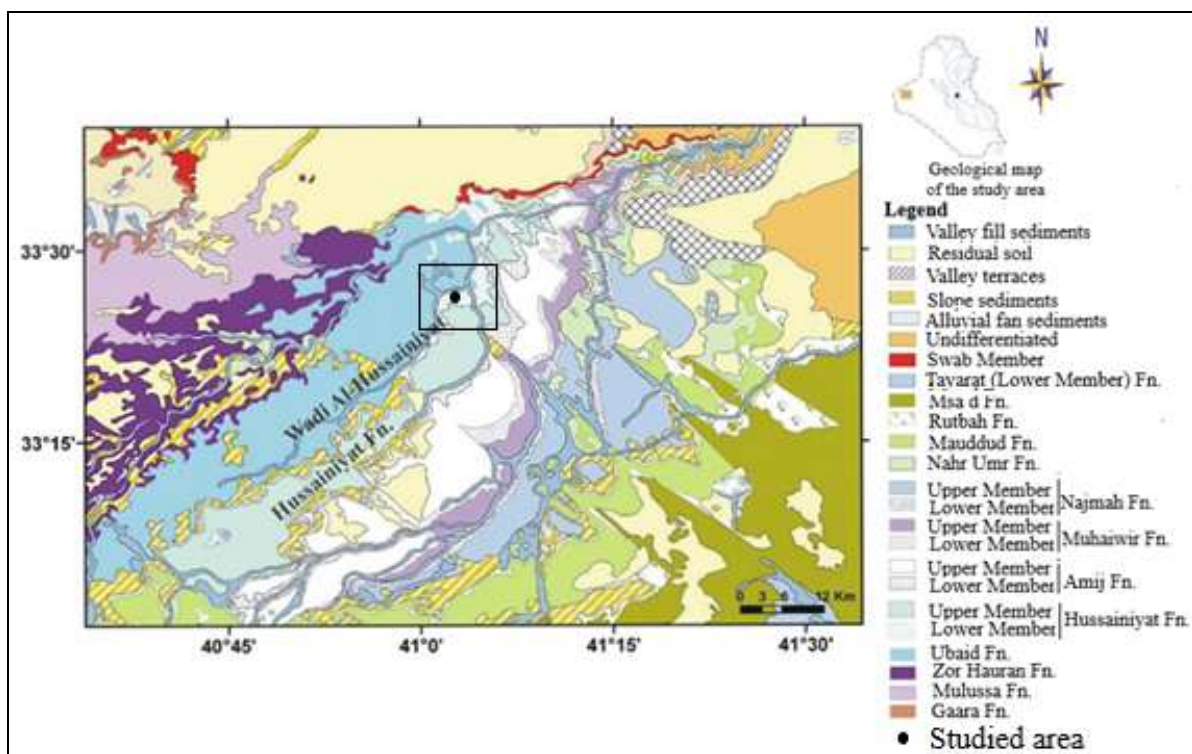 N
Geological map
of the study area
Legend
Valley fill sediments
Residual soil
Valley terraces
Slope sediments
Alluvial fan sediments
Undifferentiated
Swab Member
Tayarat (Lower Member) Fn.
Msa d Fn.
Rutbah Fn.
Mauddud Fn.
Nahr Umr Fn.
Upper Member
Lower Member
Najmah Fn.
Upper Member
Lower Member
Muhaiwir Fn.
Upper Member
Lower Member
Amij Fn.
Upper Member
Lower Member
Hussainiyat Fn.
Ubaid Fn.
Zor Hauran Fn.
Mulussa Fn.
Gaara Fn.
Studied area
33°30'
33°15'
Wadi Al-Hussainiyat
Hussainiyat Fn.
0 3 6 12 Km
40°45' 41°0' 41°15' 41°30'